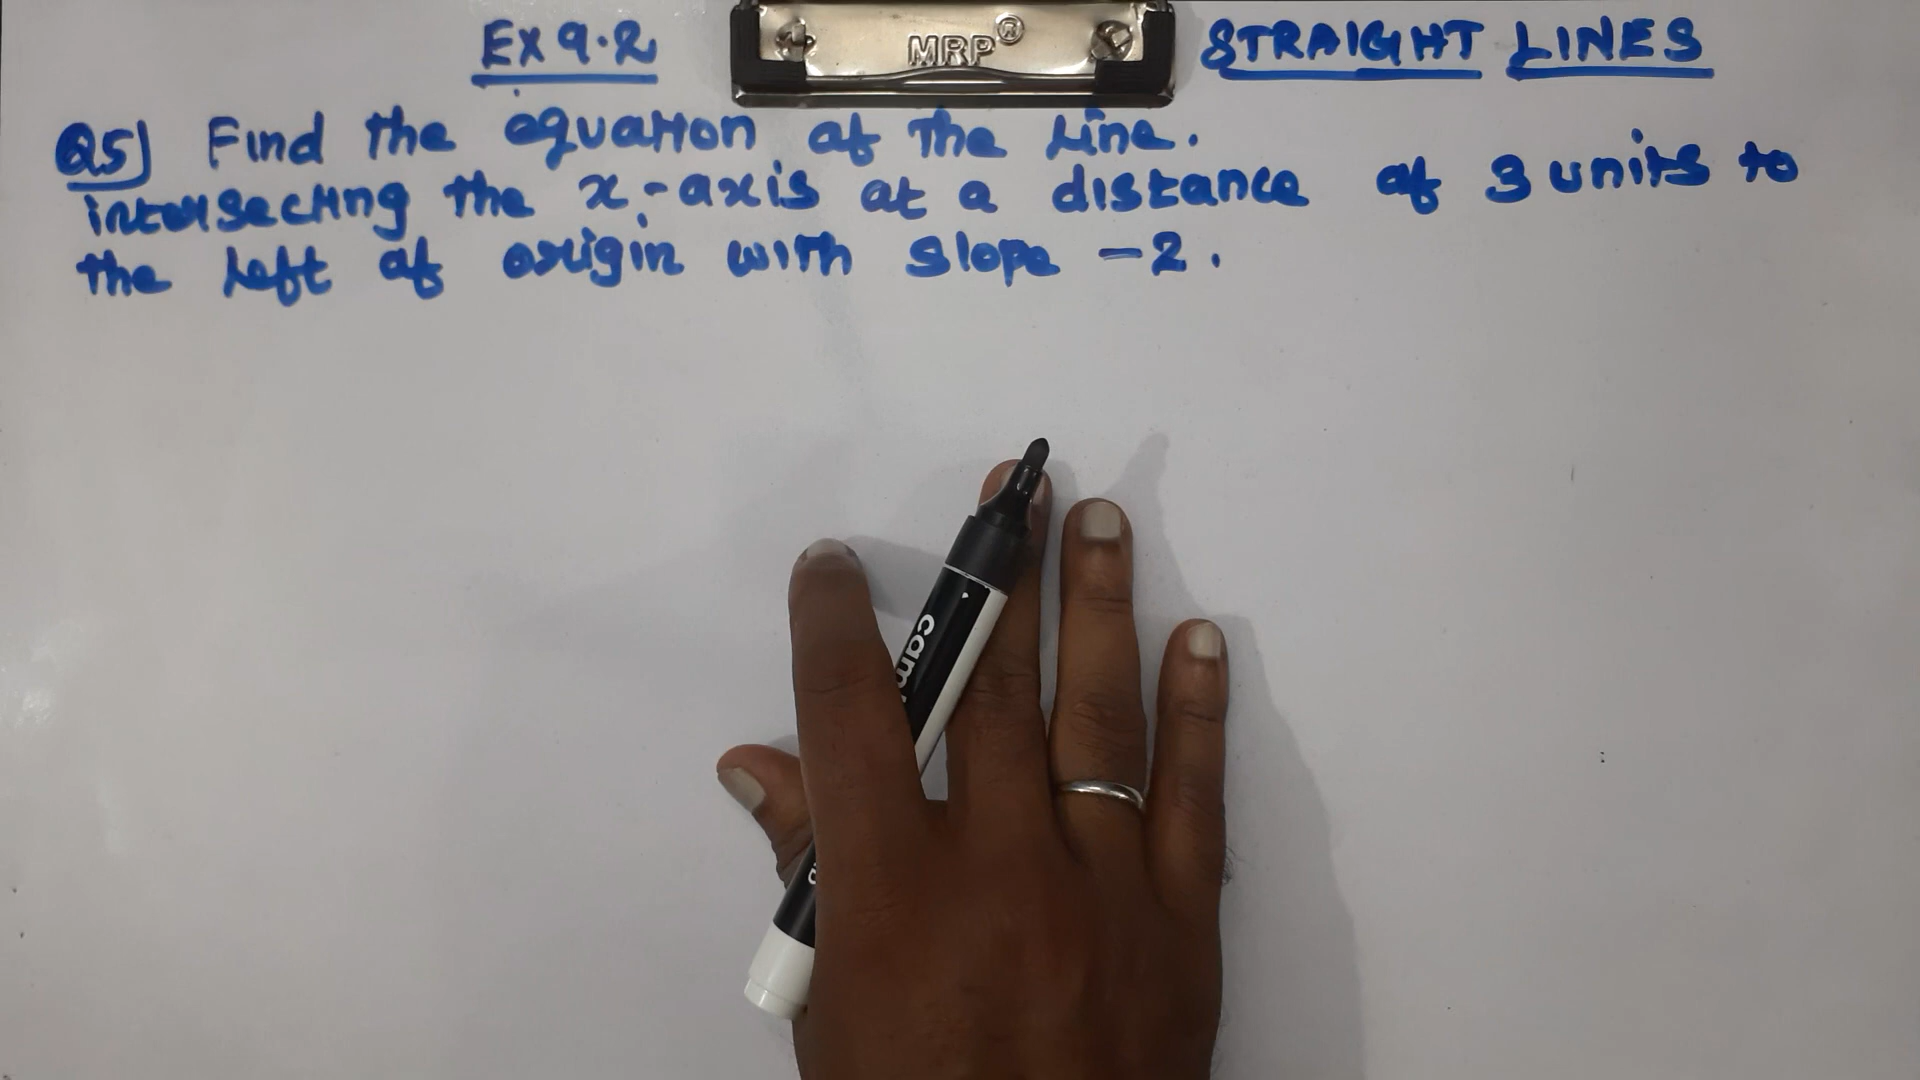 EX 9.2
MRP®
STRAIGHT LINES
Q5) Find the equation of the line.
intersecting the x-axis at a distance of 3 units to
the left of origin with slope -2.
cam